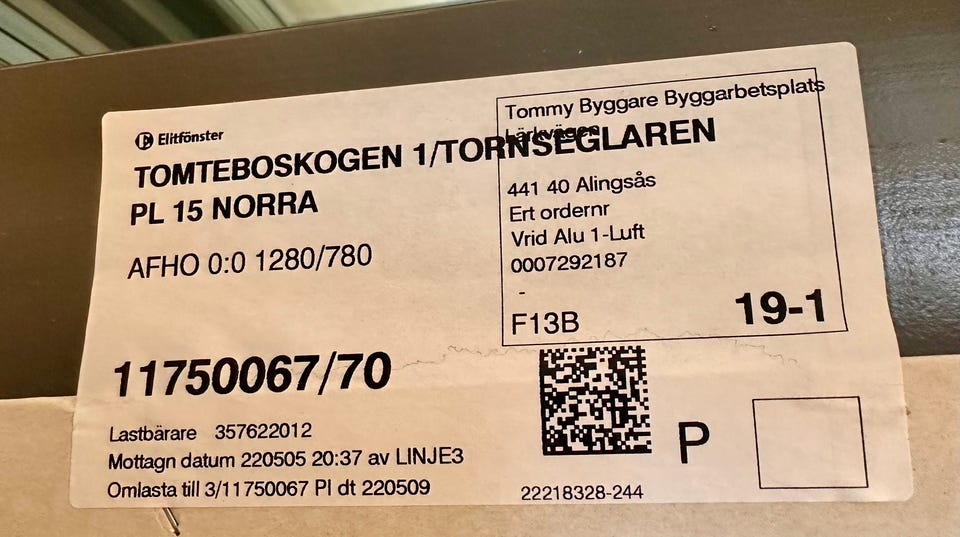 Elitfönster
TOMTEBOSKOGEN 1/TORNSEGLAREN
PL 15 NORRA
AFHO 0:0 1280/780
Tommy Byggare Byggarbetsplats
Lärkvägen
441 40 Alingsås
Ert ordernr
Vrid Alu 1-Luft
0007292187
-
F13B
19-1
11750067/70
Lastbärare 357622012
Mottagn datum 220505 20:37 av LINJE3
Omlasta till 3/11750067 Pl dt 220509
P
22218328-244